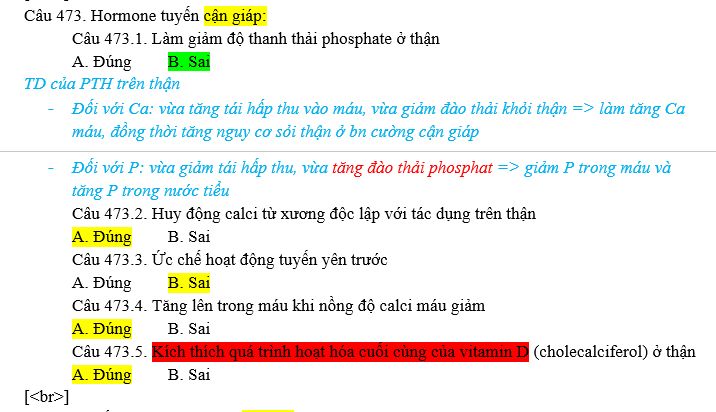 Câu 473. Hormone tuyến cận giáp:
Câu 473.1. Làm giảm độ thanh thải phosphate ở thận
A. Đúng B. Sai
TD của PTH trên thận
- Đối với Ca: vừa tăng tái hấp thu vào máu, vừa giảm đào thải khỏi thận => làm tăng Ca
máu, đồng thời tăng nguy cơ sỏi thận ở bn cường cận giáp
- Đối với P: vừa giảm tái hấp thu, vừa tăng đào thải phosphat => giảm P trong máu và
tăng P trong nước tiểu
Câu 473.2. Huy động calci từ xương độc lập với tác dụng trên thận
A. Đúng B. Sai
Câu 473.3. Ức chế hoạt động tuyến yên trước
A. Đúng B. Sai
Câu 473.4. Tăng lên trong máu khi nồng độ calci máu giảm
A. Đúng B. Sai
Câu 473.5. Kích thích quá trình hoạt hóa cuối cùng của vitamin D (cholecalciferol) ở thận
A. Đúng B. Sai
[<br>]